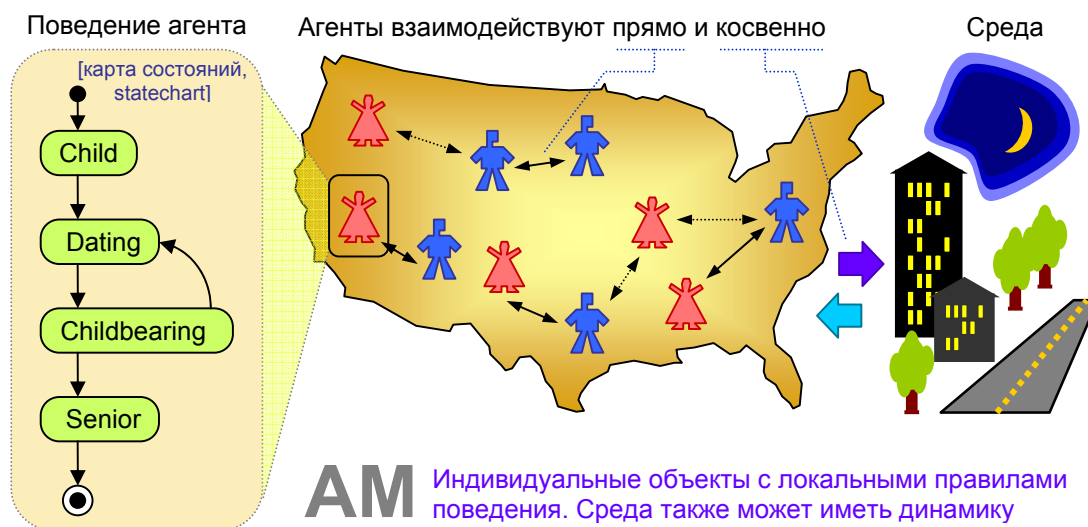 Поведение агента
[карта состояний,
statechart]
Child
Dating
Childbearing
Senior
Агенты взаимодействуют прямо и косвенно
Среда
АМ
Индивидуальные объекты с локальными правилами
поведения. Среда также может иметь динамику